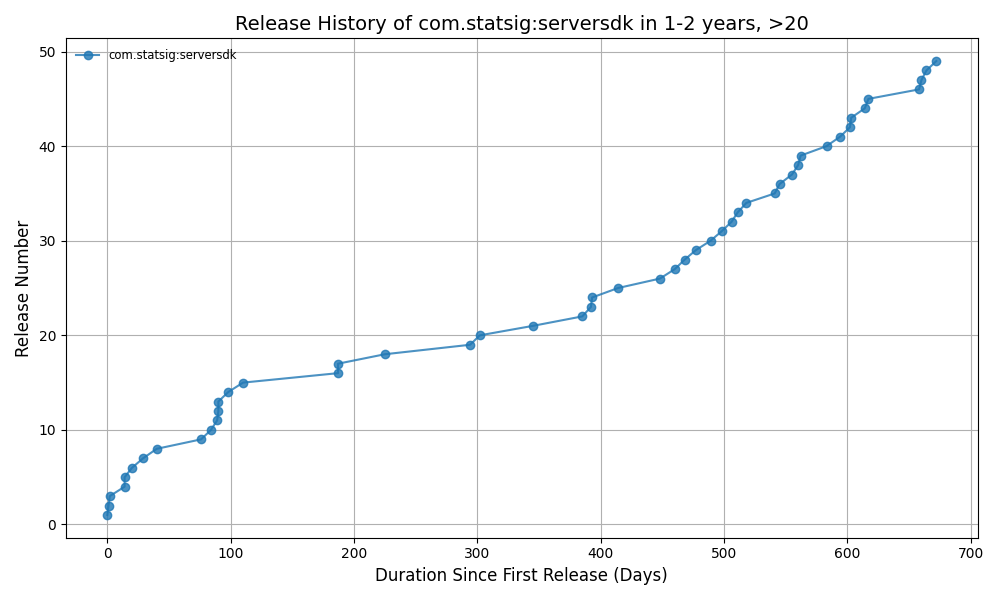 Release History of com.statsig:serversdk in 1-2 years, >20
com.statsig:serversdk
Release Number
50
40
30
20
10
0
0 100 200 300 400 500 600 700
Duration Since First Release (Days)